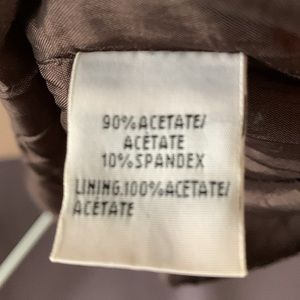 90%ACETATE/
ACÉTATE
10%SPANDEX
LINING:100%ACETATE/
ACÉTATE